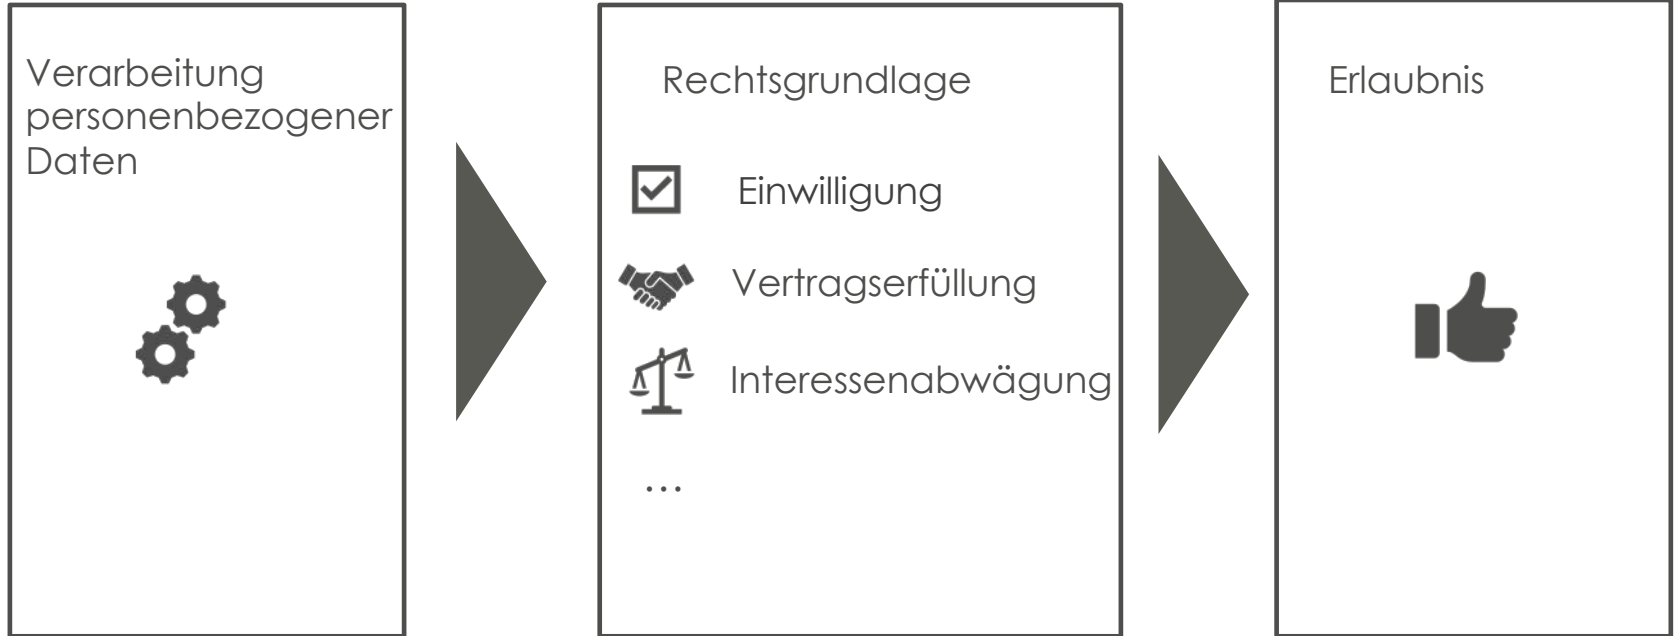 Verarbeitung
personenbezogener
Daten
Rechtsgrundlage
Einwilligung
Vertragserfüllung
Interessenabwägung
…
Erlaubnis